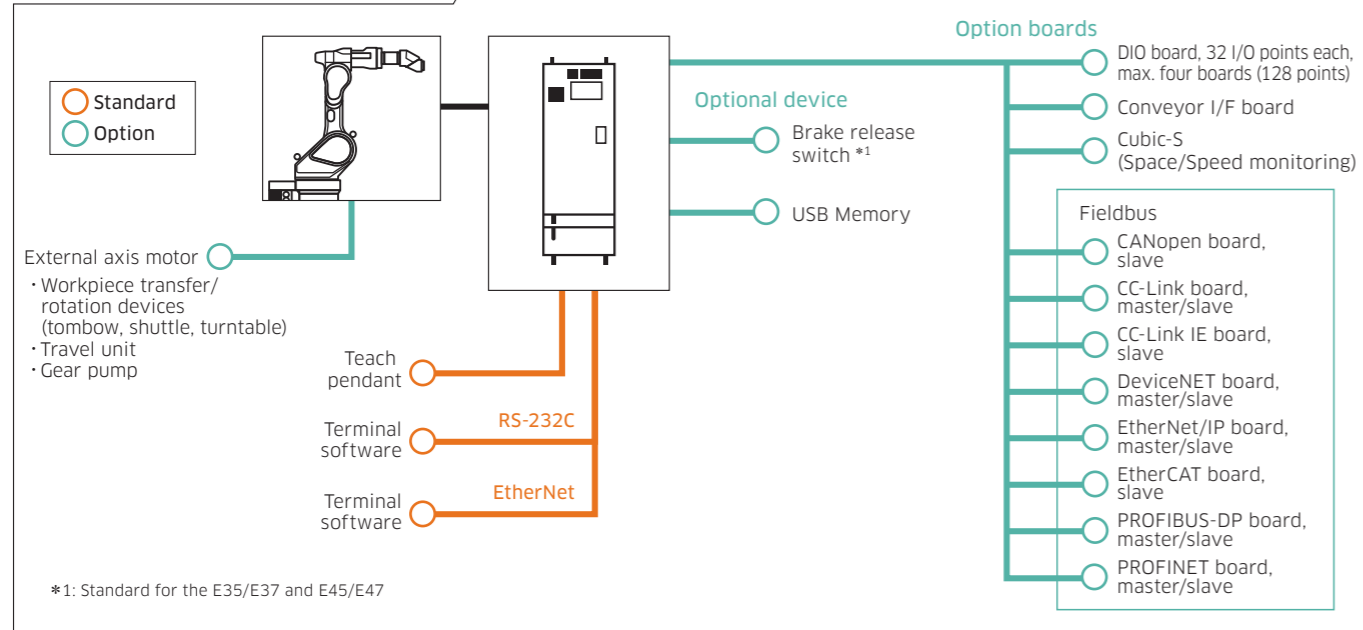 Standard
Option
External axis motor
・Workpiece transfer/
rotation devices
(tombow, shuttle, turntable)
・Travel unit
・Gear pump
Teach
pendant
RS-232C
Terminal
software
EtherNet
Terminal
software
Optional device
Brake release
switch *1
USB Memory
Option boards
DIO board, 32 I/O points each,
max. four boards (128 points)
Conveyor I/F board
Cubic-S
(Space/Speed monitoring)
Fieldbus
CANopen board,
slave
CC-Link board,
master/slave
CC-Link IE board,
slave
DeviceNET board,
master/slave
EtherNet/IP board,
master/slave
EtherCAT board,
slave
PROFIBUS-DP board,
master/slave
PROFINET board,
master/slave
*1: Standard for the E35/E37 and E45/E47